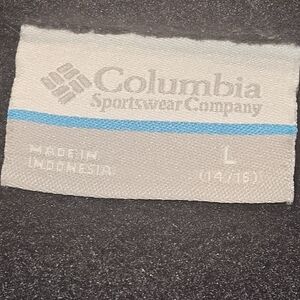 Columbia
Sportswear Company
MADE IN
INDONESIA
L
(14/16)